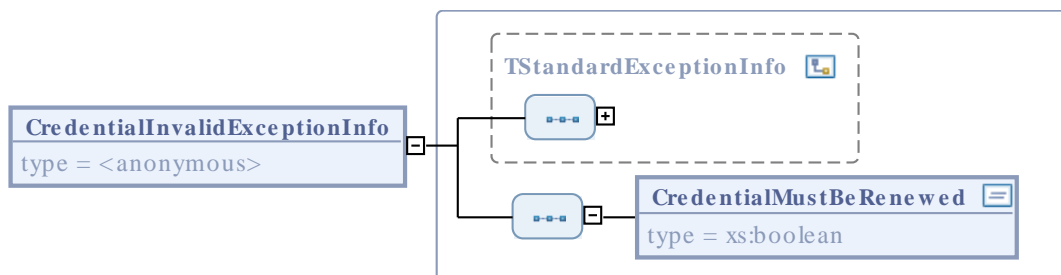 TStandardExceptionInfo
CredentialInvalidExceptionInfo
type = <anonymous>
CredentialMustBeRenewed
type = xs:boolean